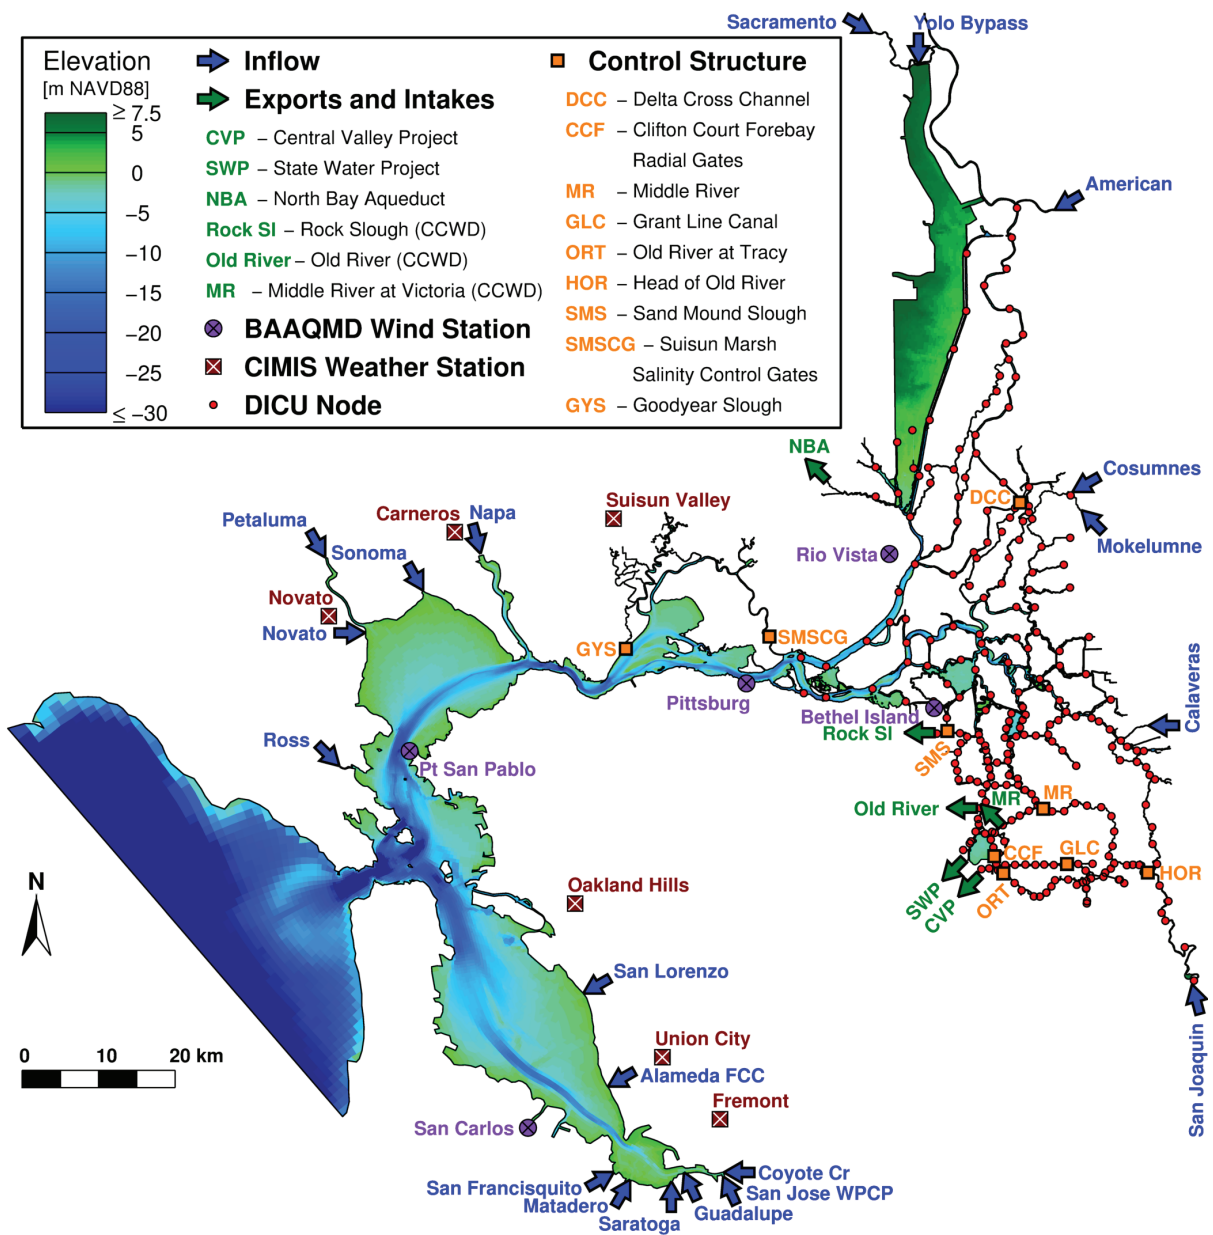 Sacramento
Yolo Bypass
Elevation
[m NAVD88]
≥ 7.5
5
0
−5
−10
−15
−20
−25
≤ −30
Inflow
Exports and Intakes
CVP – Central Valley Project
SWP – State Water Project
NBA – North Bay Aqueduct
Rock Sl – Rock Slough (CCWD)
Old River – Old River (CCWD)
MR – Middle River at Victoria (CCWD)
BAAQMD Wind Station
CIMIS Weather Station
DICU Node
Control Structure
DCC – Delta Cross Channel
CCF – Clifton Court Forebay
Radial Gates
MR – Middle River
GLC – Grant Line Canal
ORT – Old River at Tracy
HOR – Head of Old River
SMS – Sand Mound Slough
SMSCG – Suisun Marsh
Salinity Control Gates
GYS – Goodyear Slough
American
NBA
Cosumnes
DCC
Mokelumne
Suisun Valley
Carneros
Napa
Petaluma
Sonoma
Rio Vista
Novato
Novato
GYS
SMSCG
Calaveras
Pittsburg
Bethel Island
Rock Sl
SMS
Ross
Pt San Pablo
Old River
MR
MR
CCF
GLC
HOR
SWP
CVP
ORT
N
Oakland Hills
San Lorenzo
0 10 20 km
Union City
Alameda FCC
Fremont
San Joaquin
San Carlos
Coyote Cr
San Francisquito
San Jose WPCP
Matadero
Guadalupe
Saratoga